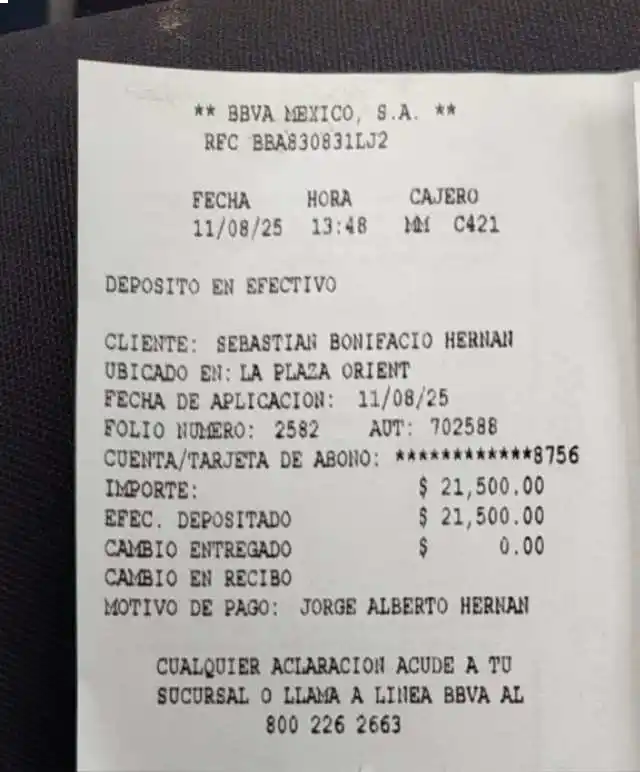 ** BBVA MEXICO, S.A. **
RFC BBA830831LJ2
FECHA HORA CAJERO
11/08/25 13:48 MM C421
DEPOSITO EN EFECTIVO
CLIENTE: SEBASTIAN BONIFACIO HERNAN
UBICADO EN: LA PLAZA ORIENT
FECHA DE APLICACION: 11/08/25
FOLIO NUMERO: 2582 AUT: 702588
CUENTA/TARJETA DE ABONO: ************8756
IMPORTE: $ 21,500.00
EFEC. DEPOSITADO $ 21,500.00
CAMBIO ENTREGADO $ 0.00
CAMBIO EN RECIBO
MOTIVO DE PAGO: JORGE ALBERTO HERNAN
CUALQUIER ACLARACION ACUDE A TU
SUCURSAL O LLAMA A LINEA BBVA AL
800 226 2663